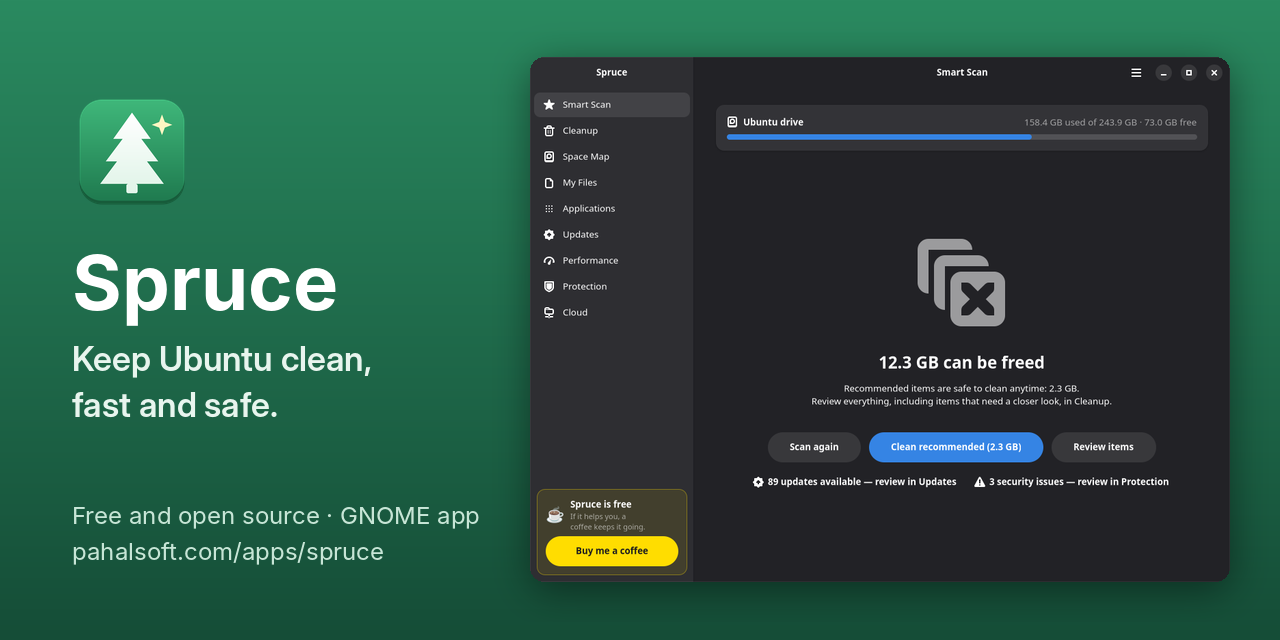 Spruce
Keep Ubuntu clean,
fast and safe.
Free and open source · GNOME app
pahalsoft.com/apps/spruce
Spruce
Smart Scan
Cleanup
Space Map
My Files
Applications
Updates
Performance
Protection
Cloud
Spruce is free
If it helps you, a
coffee keeps it going.
Buy me a coffee
Smart Scan
Ubuntu drive 158.4 GB used of 243.9 GB · 73.0 GB free
12.3 GB can be freed
Recommended items are safe to clean anytime: 2.3 GB.
Review everything, including items that need a closer look, in Cleanup.
Scan again Clean recommended (2.3 GB) Review items
89 updates available — review in Updates 3 security issues — review in Protection